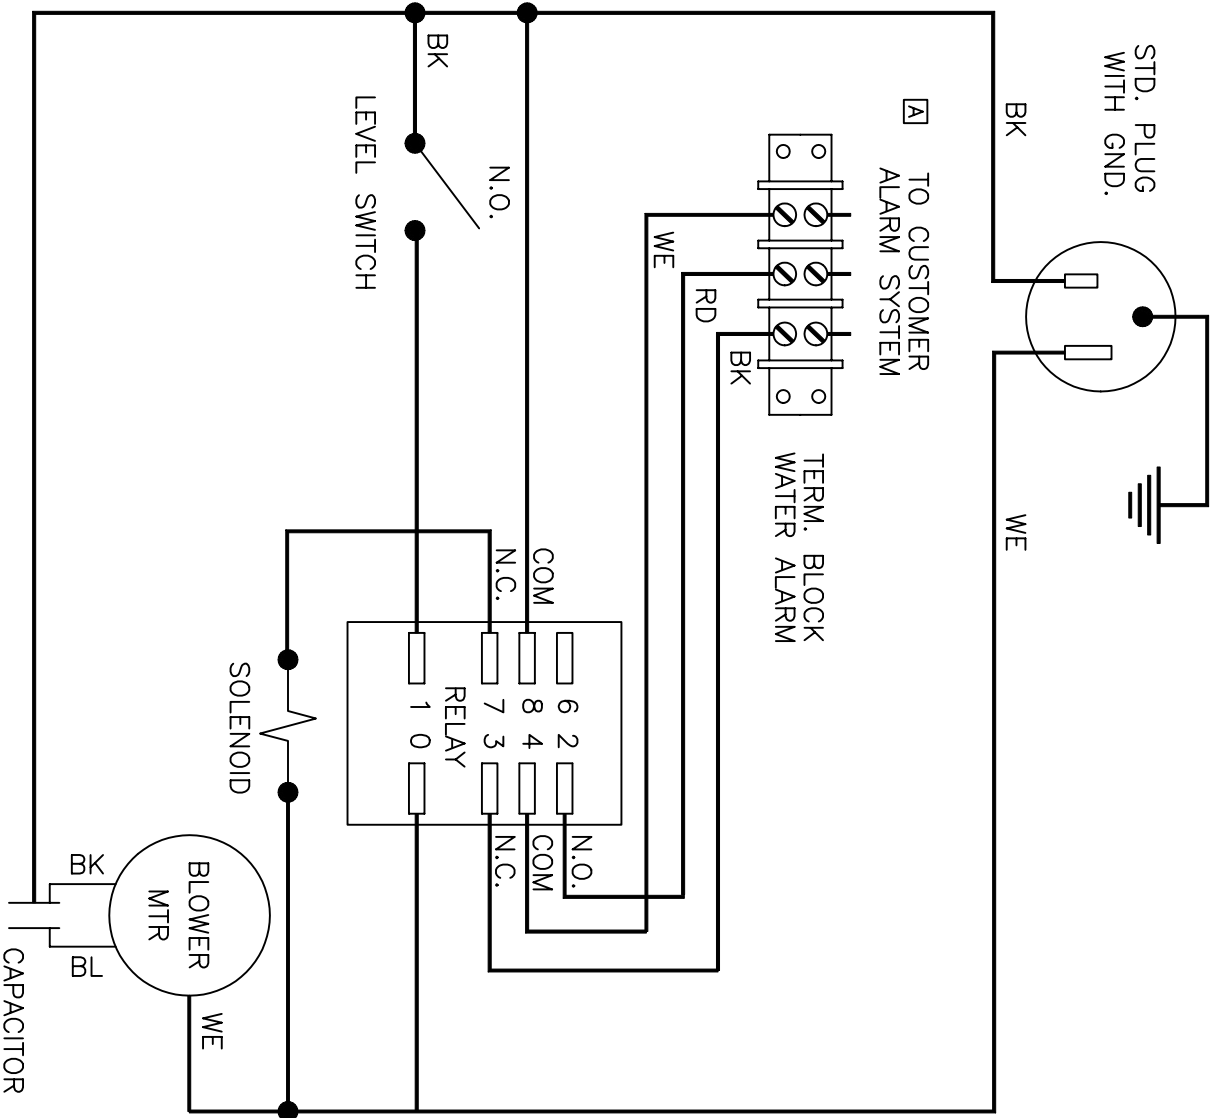 STD. PLUG
WITH GND.
BK
WE
A
TO CUSTOMER
ALARM SYSTEM
TERM. BLOCK
WATER ALARM
WE
RD
BK
BK
N.O.
LEVEL SWITCH
COM
N.C.
6 2
8 4
7 3
RELAY
1 0
N.O.
COM
N.C.
SOLENOID
BLOWER
MTR
BK
BL
WE
CAPACITOR